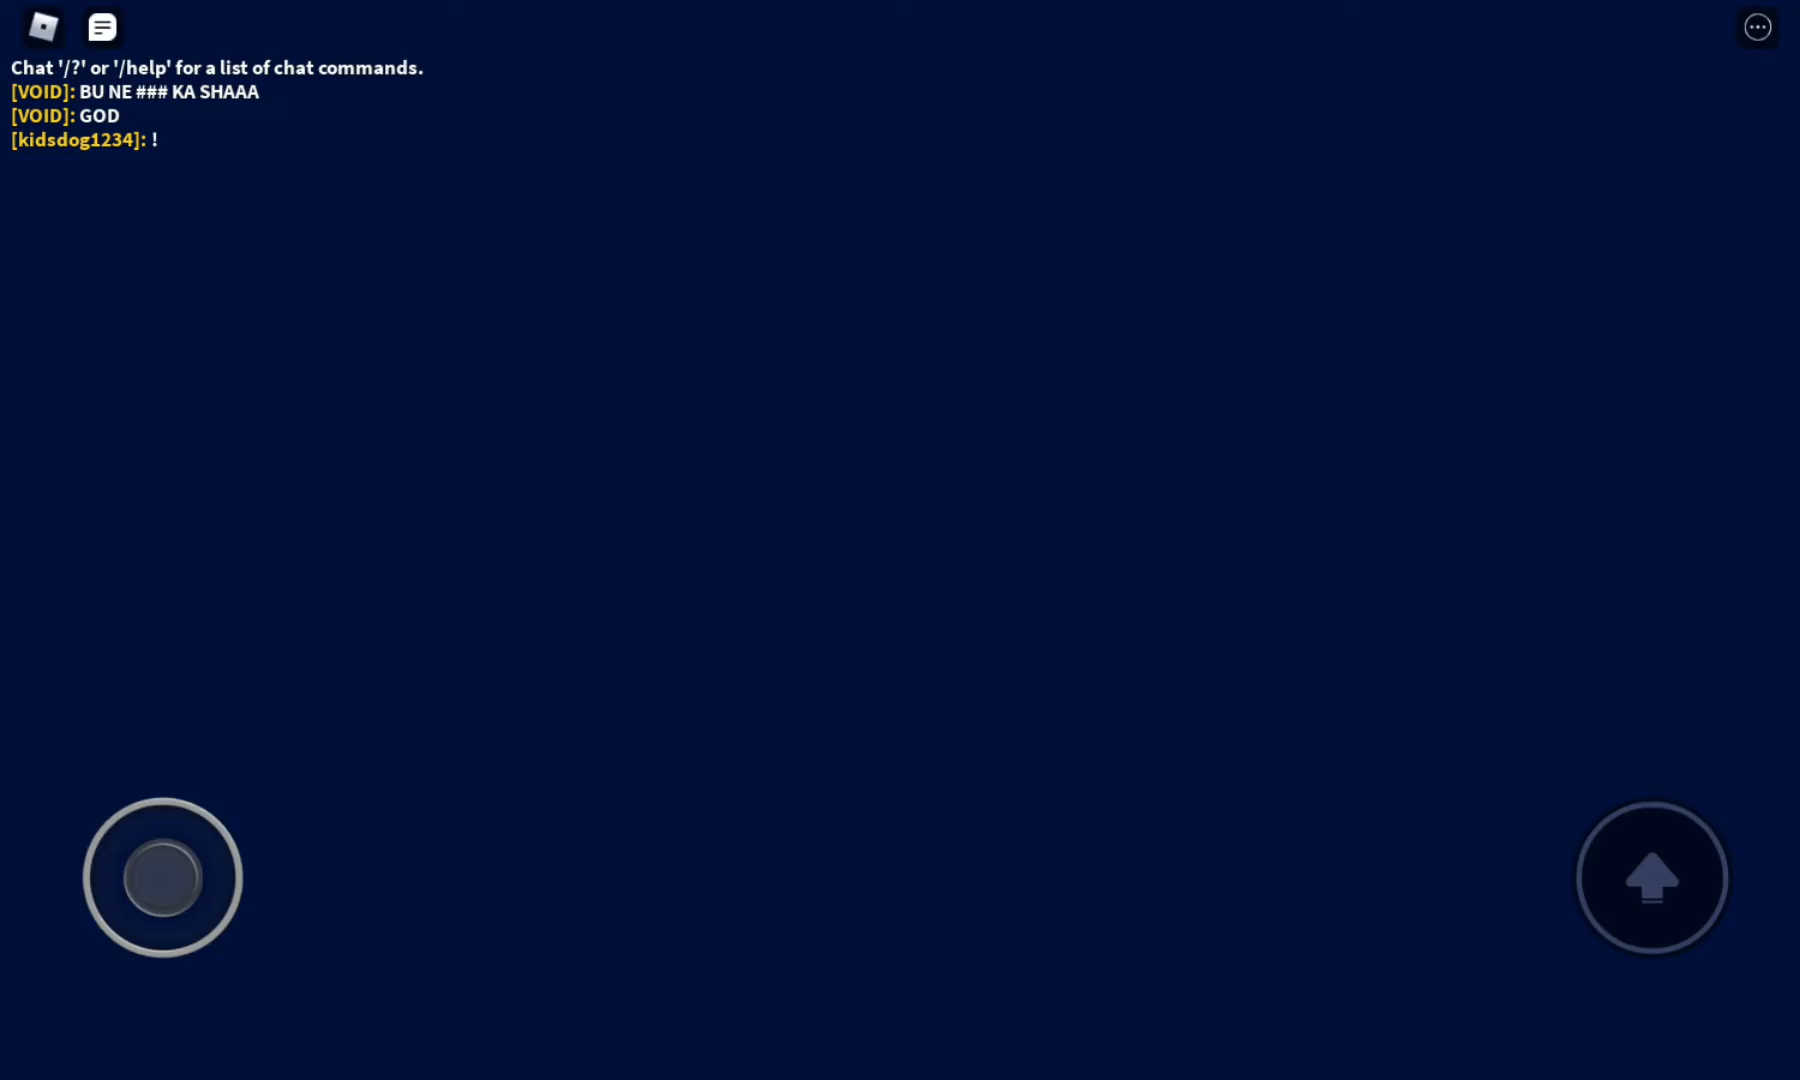 Chat '/?' or '/help' for a list of chat commands.
[VOID]: BU NE ### KA SHAAA
[VOID]: GOD
[kidsdog1234]: !